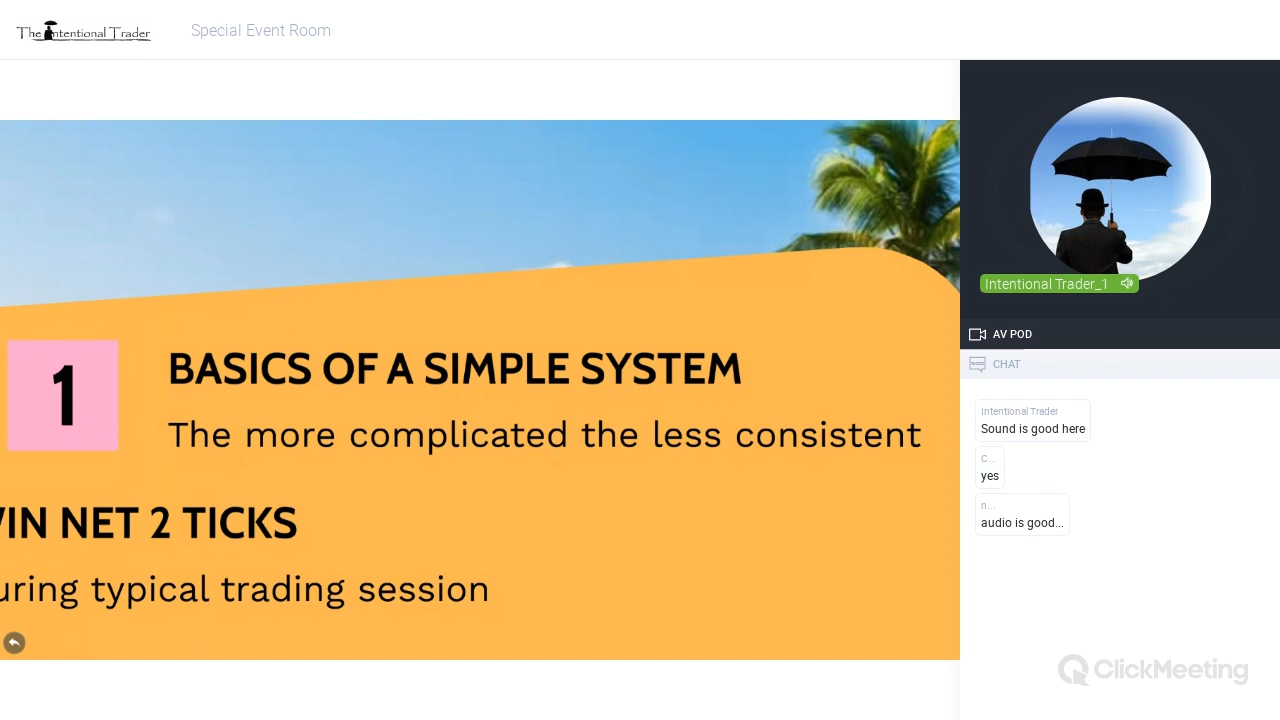 The Intentional Trader
Special Event Room
1
BASICS OF A SIMPLE SYSTEM
The more complicated the less consistent
NET 2 TICKS
typical trading session
Intentional Trader_1
AV POD
CHAT
Intentional Trader
Sound is good here
C...
yes
n...
audio is good...
ClickMeeting